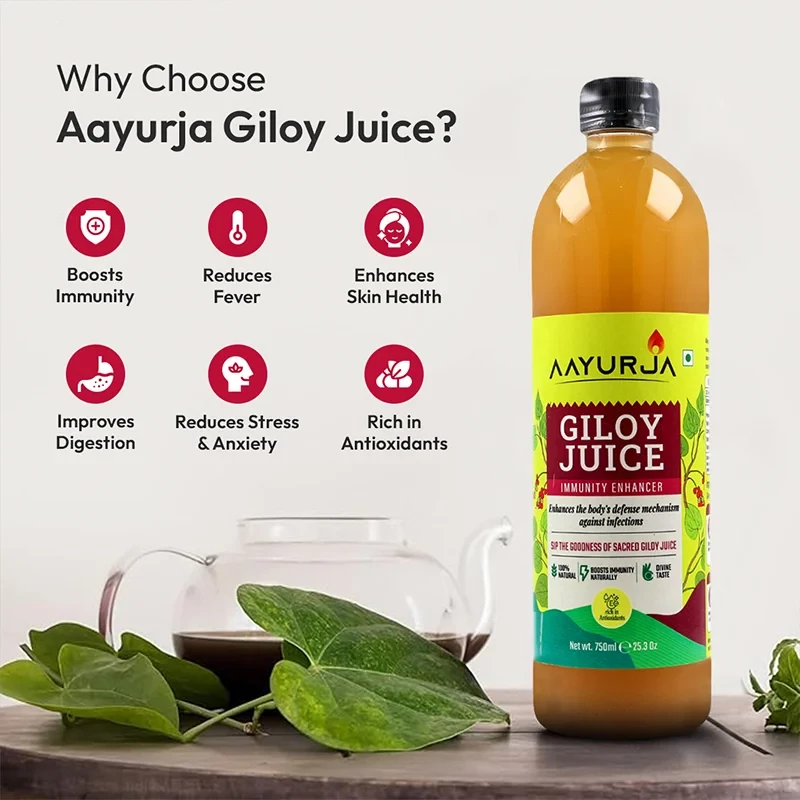 Why Choose
Aayurja Giloy Juice?
Boosts
Immunity
Reduces
Fever
Enhances
Skin Health
Improves
Digestion
Reduces Stress
& Anxiety
Rich in
Antioxidants
AAYURJA
GILOY
JUICE
IMMUNITY ENHANCER
Enhances the body's defense mechanism
against infections
SIP THE GOODNESS OF SACRED GILOY JUICE
100%
NATURAL
BOOSTS IMMUNITY
NATURALLY
DIVINE
TASTE
rich in
Antioxidants
Net wt. 750ml e 25.3 Oz